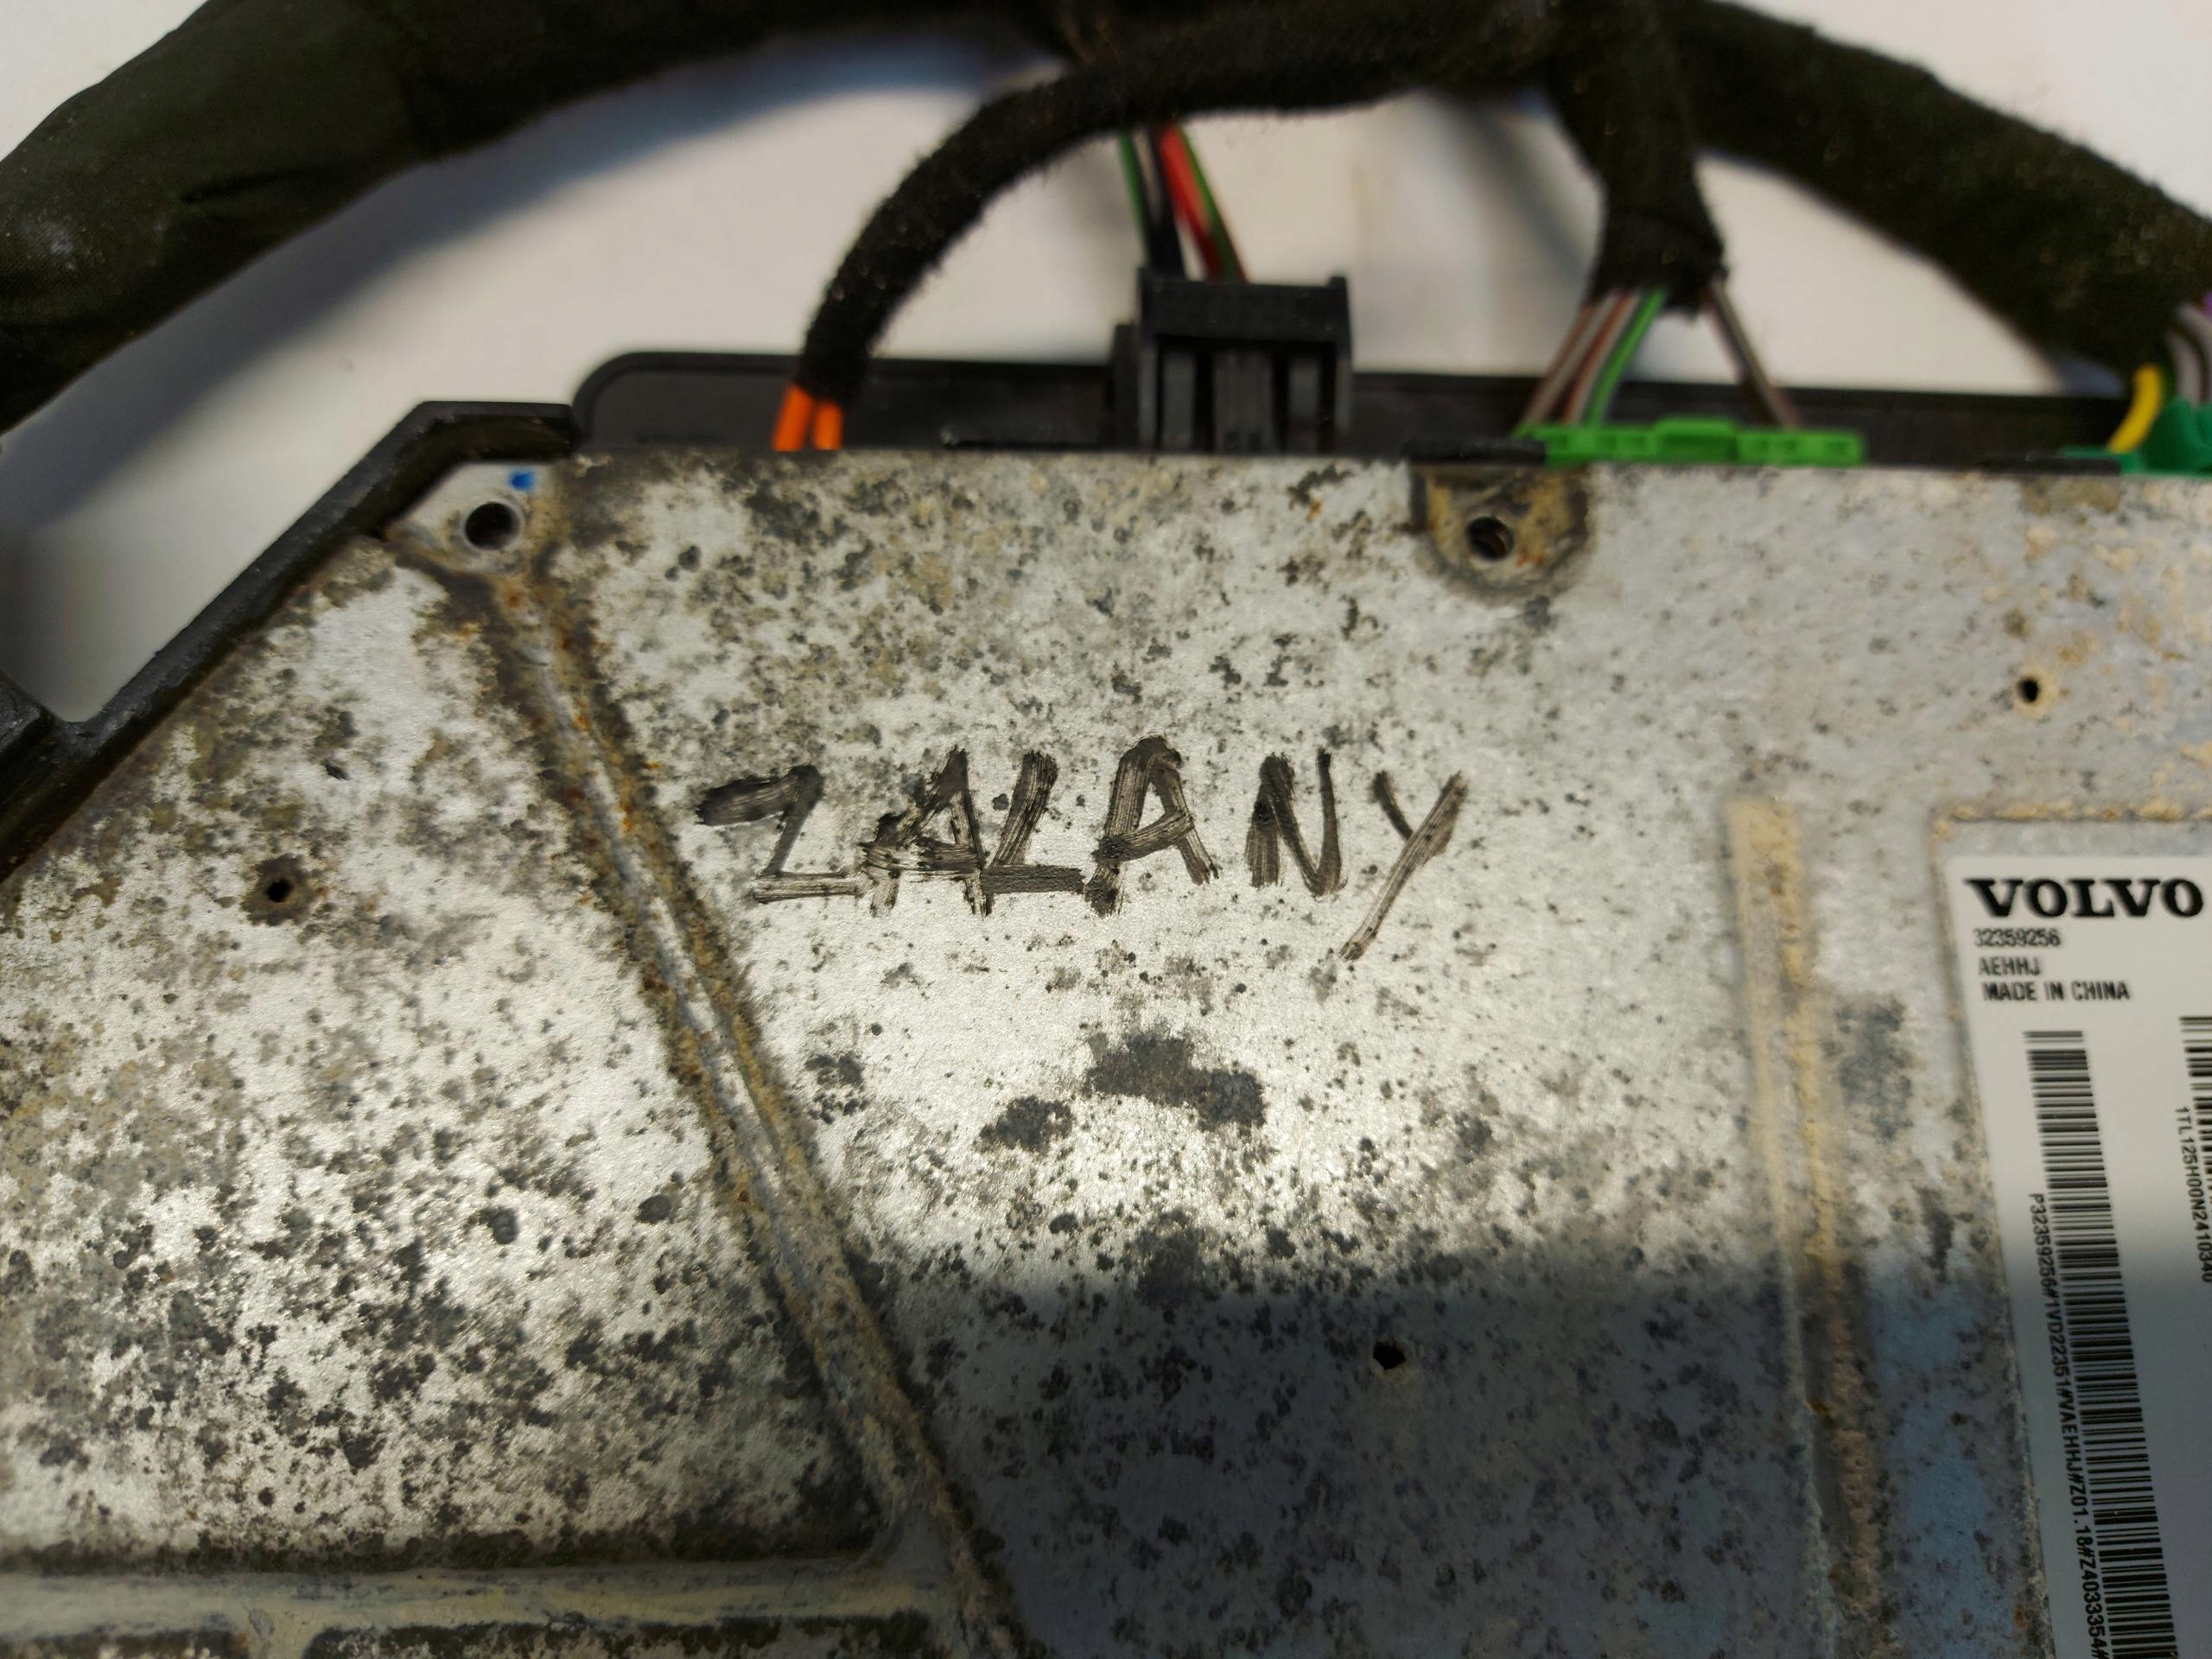 ZALANY
VOLVO
32359256
AEHHJ
MADE IN CHINA